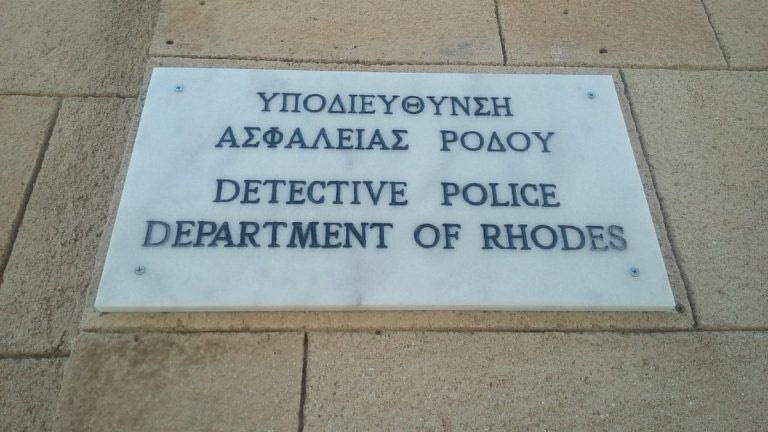 ΥΠΟΔΙΕΥΘΥΝΣΗ
ΑΣΦΑΛΕΙΑΣ ΡΟΔΟΥ
DETECTIVE POLICE
DEPARTMENT OF RHODES